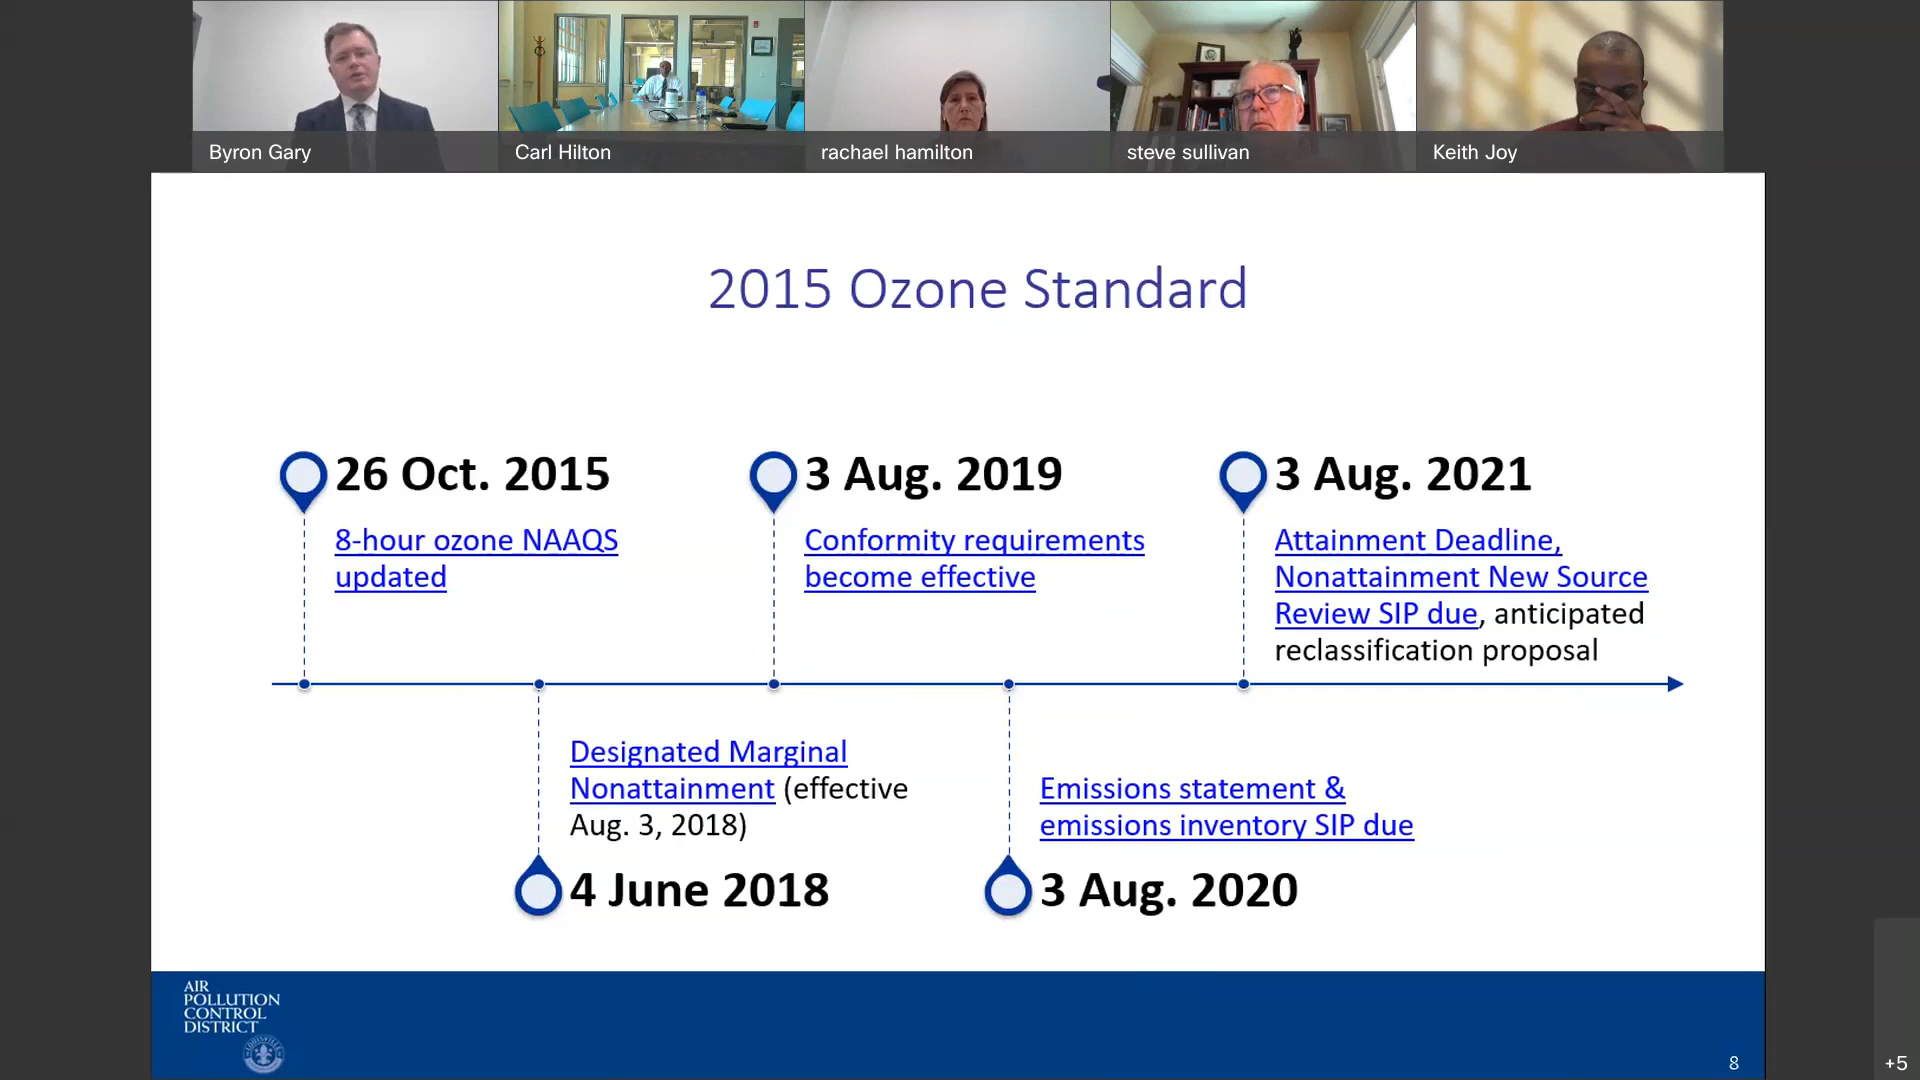 Byron Gary
Carl Hilton
rachael hamilton
steve sullivan
Keith Joy
2015 Ozone Standard
26 Oct. 2015
8-hour ozone NAAQS
updated
3 Aug. 2019
Conformity requirements
become effective
3 Aug. 2021
Attainment Deadline,
Nonattainment New Source
Review SIP due, anticipated
reclassification proposal
Designated Marginal
Nonattainment (effective
Aug. 3, 2018)
4 June 2018
Emissions statement &
emissions inventory SIP due
3 Aug. 2020
AIR
POLLUTION
CONTROL
DISTRICT
LOUISVILLE
8
+5